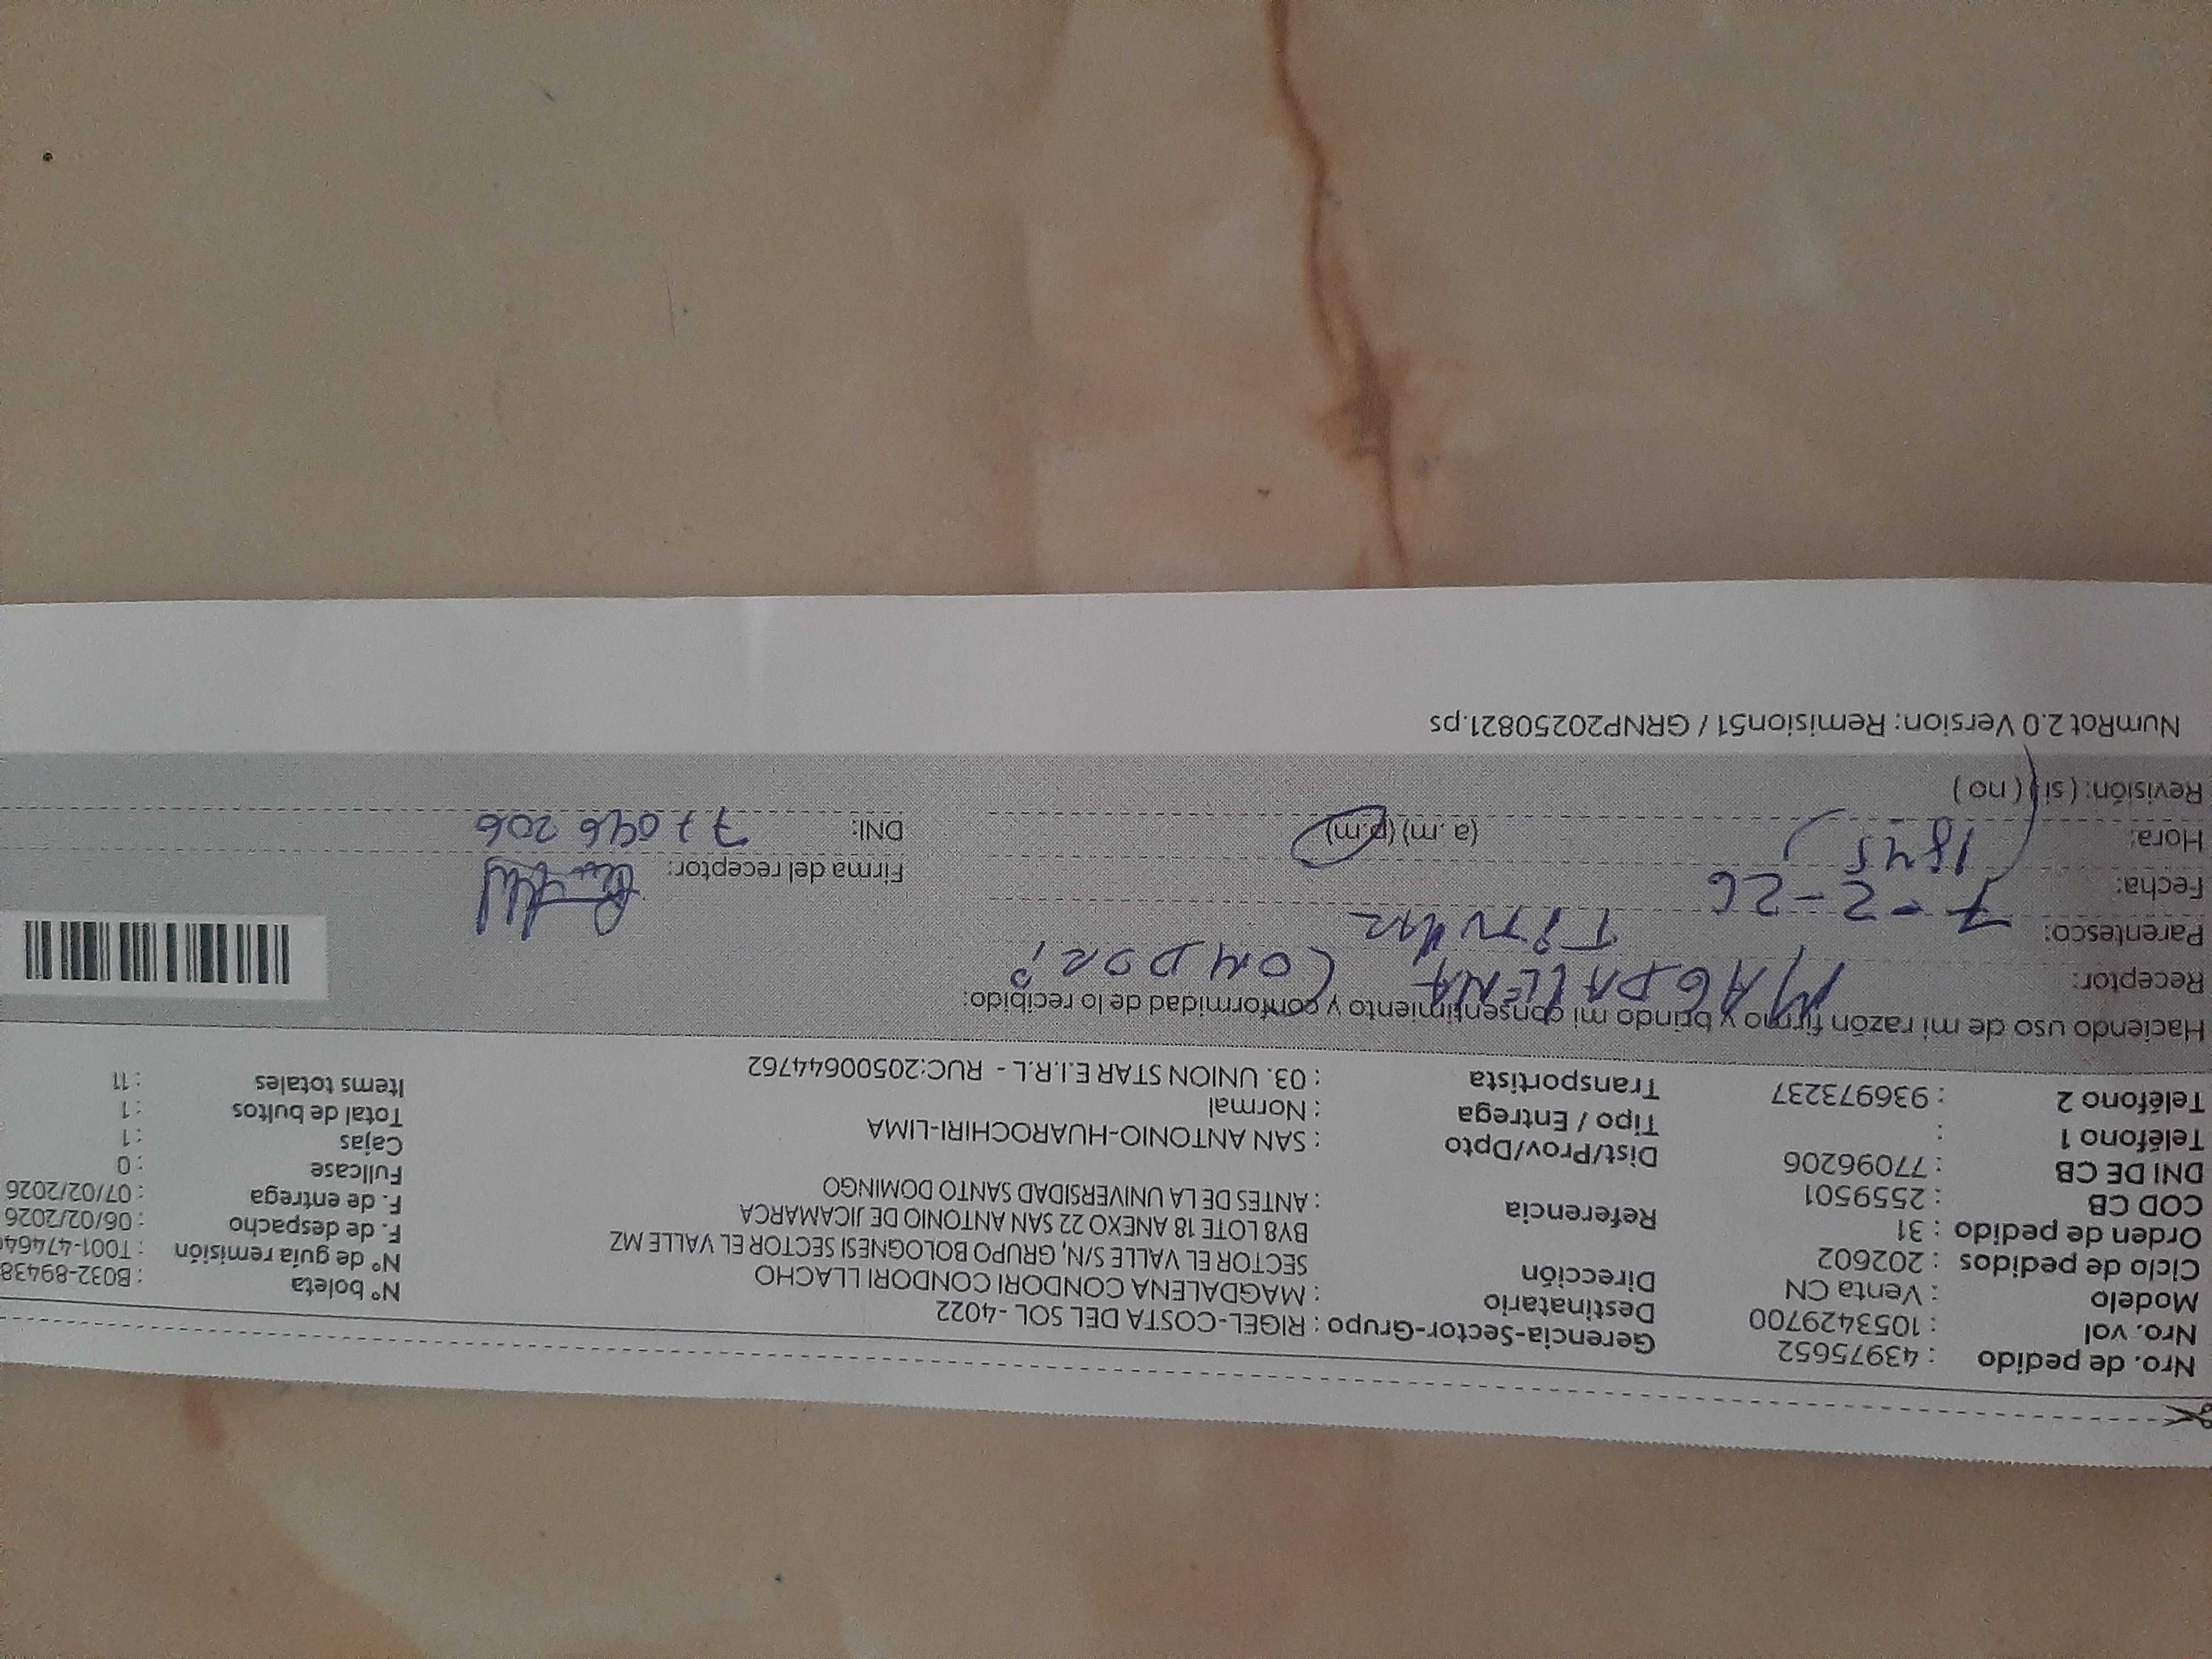 Nro. de pedido : 43975652 Gerencia-Sector-Grupo : RIGEL-COSTA DEL SOL - 4022 N° boleta : B032-89438
Nro. val : 1053429700 Destinatario : MAGDALENA CONDORI CONDORI LLACHO N° de guía remisión : T001-47464
Modelo : Venta CN Dirección SECTOR EL VALLE S/N, GRUPO BOLOGNESI SECTOR EL VALLE MZ F. de despacho : 06/02/2026
Ciclo de pedidos : 202602 BY8 LOTE 18 ANEXO 22 SAN ANTONIO DE JICAMARCA F. de entrega : 07/02/2026
Orden de pedido : 31 Referencia : ANTES DE LA UNIVERSIDAD SANTO DOMINGO Fullcase : 0
COD CB : 2559501 Dist/Prov/Dpto : SAN ANTONIO-HUAROCHIRI-LIMA Cajas : 1
DNI DE CB : 77096206 Tipo / Entrega : Normal Total de bultos : 1
Teléfono 1 : Transportista : 03. UNION STAR E.I.R.L - RUC:20500644762 Items totales : 11
Teléfono 2 : 936973237
Haciendo uso de mi razón firmo y brindo mi consentimiento y conformidad de lo recibido:
Receptor: MAGDALENA CONDORI
Parentesco: TITULAR
Fecha: 7-2-26 Firma del receptor:
Hora: 1845 (a. m) (p.m) DNI: 77096206
Revisión: ( si ) ( no )
NumRot 2.0 Version: Remision51 / GRNP20250821.ps